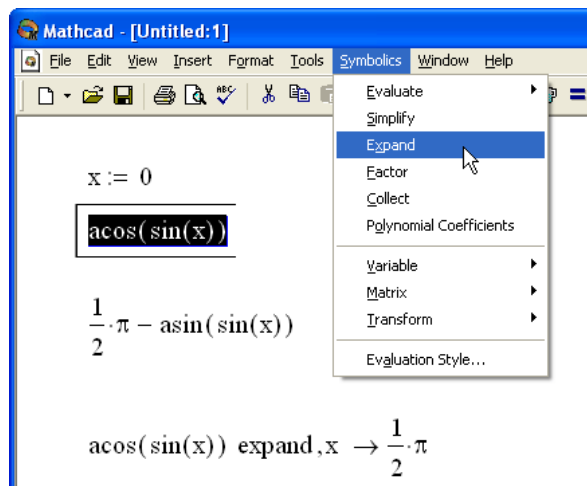 Mathcad - [Untitled:1]
File Edit View Insert Format Tools Symbolics Window Help
Evaluate
Simplify
Expand
Factor
Collect
Polynomial Coefficients
Variable
Matrix
Transform
Evaluation Style...
x := 0
acos(sin(x))
1/2·π − asin(sin(x))
acos(sin(x)) expand,x → 1/2·π